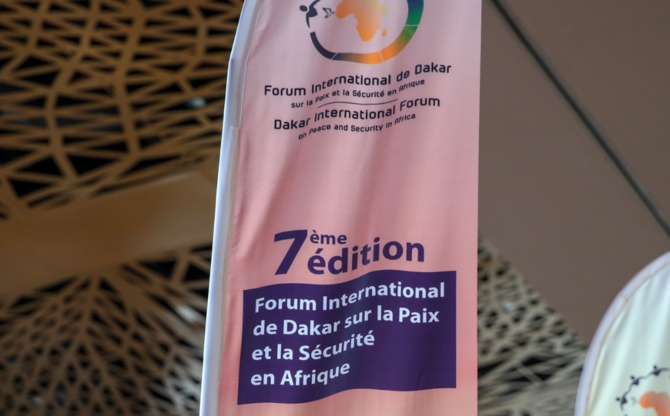 Forum International de Dakar
sur la Paix et la Sécurité en Afrique
Dakar International Forum
on Peace and Security in Africa
7ème
édition
Forum International
de Dakar sur la Paix
et la Sécurité
en Afrique